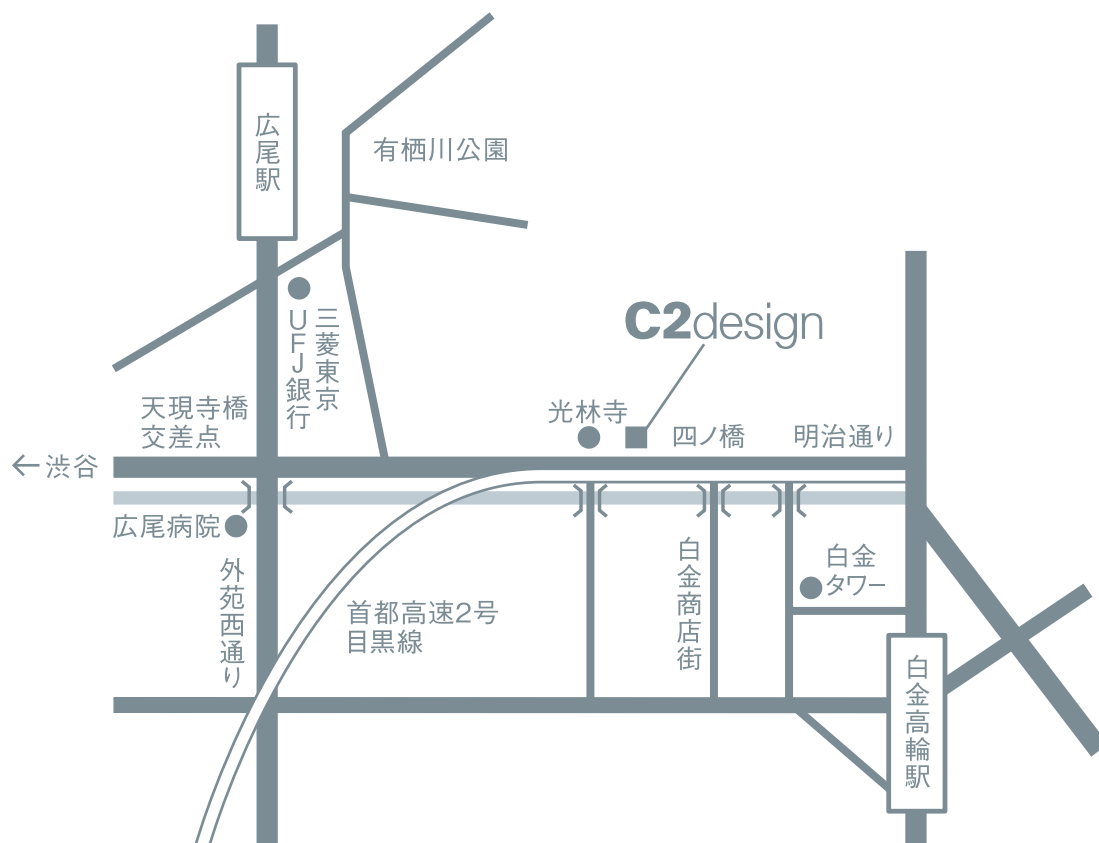 広尾駅
有栖川公園
三菱東京
UFJ銀行
C2design
天現寺橋
交差点
光林寺
四ノ橋
明治通り
←渋谷
広尾病院
外苑西通り
首都高速2号
目黒線
白金商店街
白金
タワー
白金高輪駅